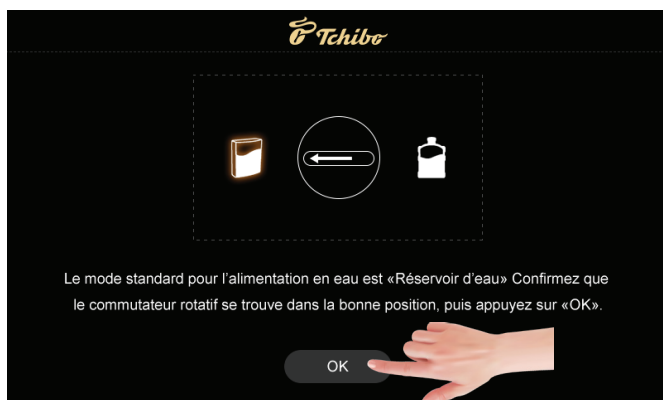 Tchibo
Le mode standard pour l'alimentation en eau est «Réservoir d'eau» Confirmez que
le commutateur rotatif se trouve dans la bonne position, puis appuyez sur «OK».
OK